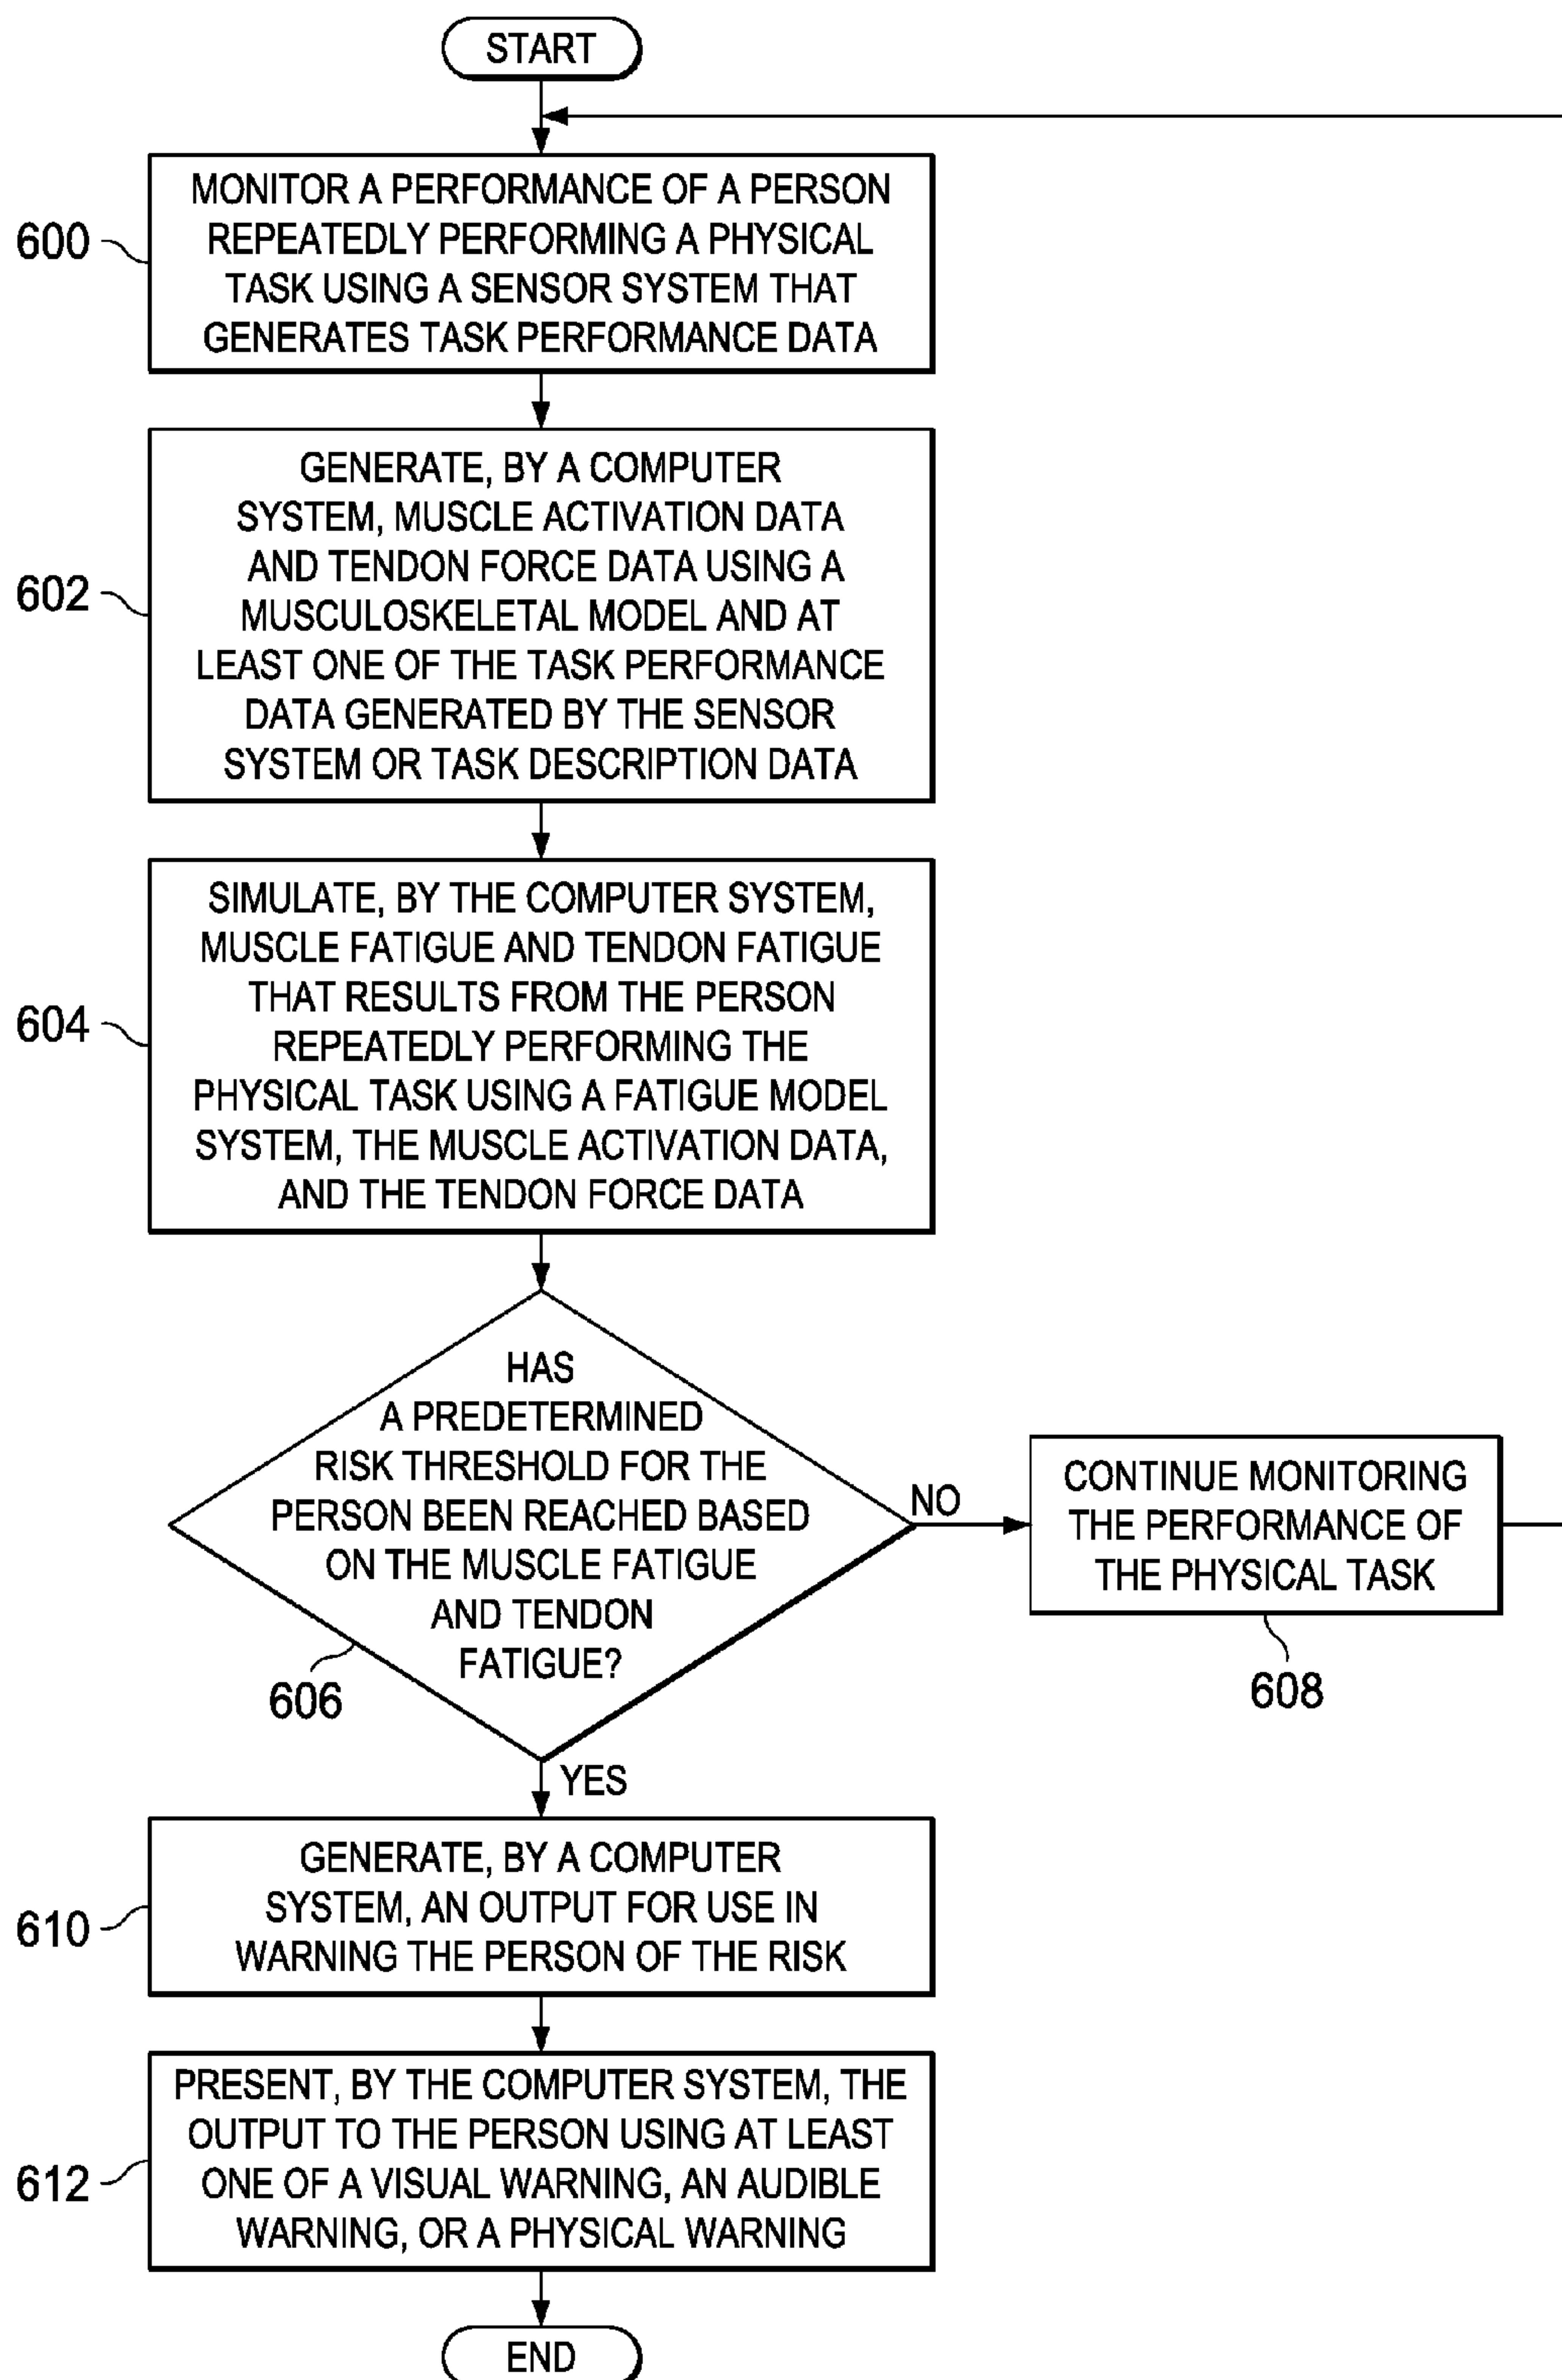 START
600
MONITOR A PERFORMANCE OF A PERSON
REPEATEDLY PERFORMING A PHYSICAL
TASK USING A SENSOR SYSTEM THAT
GENERATES TASK PERFORMANCE DATA
602
GENERATE, BY A COMPUTER
SYSTEM, MUSCLE ACTIVATION DATA
AND TENDON FORCE DATA USING A
MUSCULOSKELETAL MODEL AND AT
LEAST ONE OF THE TASK PERFORMANCE
DATA GENERATED BY THE SENSOR
SYSTEM OR TASK DESCRIPTION DATA
604
SIMULATE, BY THE COMPUTER SYSTEM,
MUSCLE FATIGUE AND TENDON FATIGUE
THAT RESULTS FROM THE PERSON
REPEATEDLY PERFORMING THE
PHYSICAL TASK USING A FATIGUE MODEL
SYSTEM, THE MUSCLE ACTIVATION DATA,
AND THE TENDON FORCE DATA
HAS
A PREDETERMINED
RISK THRESHOLD FOR THE
PERSON BEEN REACHED BASED
ON THE MUSCLE FATIGUE
AND TENDON
FATIGUE?
606
NO
CONTINUE MONITORING
THE PERFORMANCE OF
THE PHYSICAL TASK
608
YES
610
GENERATE, BY A COMPUTER
SYSTEM, AN OUTPUT FOR USE IN
WARNING THE PERSON OF THE RISK
612
PRESENT, BY THE COMPUTER SYSTEM, THE
OUTPUT TO THE PERSON USING AT LEAST
ONE OF A VISUAL WARNING, AN AUDIBLE
WARNING, OR A PHYSICAL WARNING
END